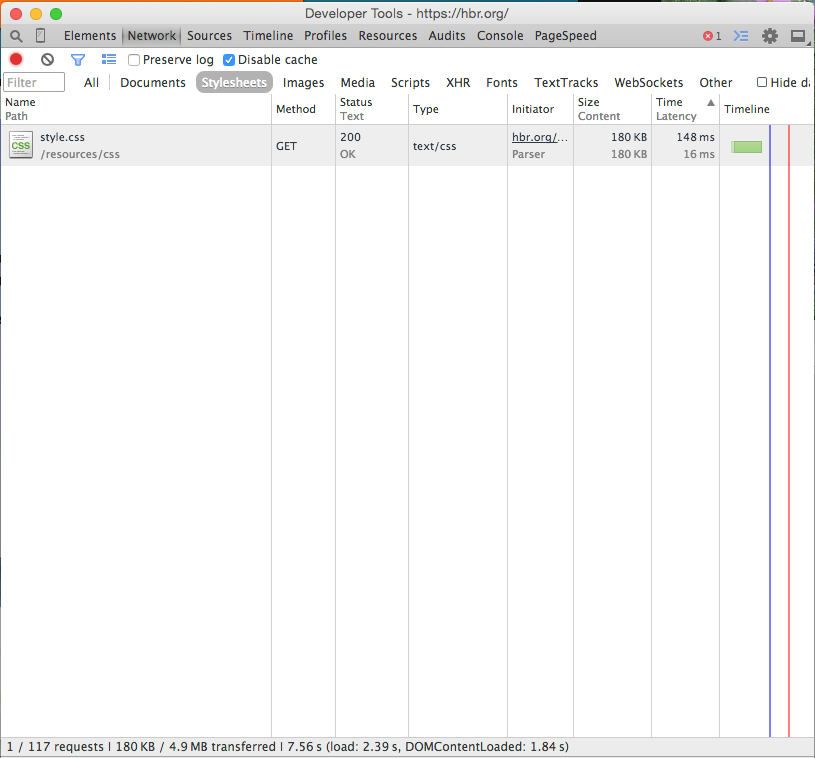 Developer Tools - https://hbr.org/
Elements Network Sources Timeline Profiles Resources Audits Console PageSpeed 1
Preserve log Disable cache
Filter All Documents Stylesheets Images Media Scripts XHR Fonts TextTracks WebSockets Other Hide
Name Method Status Type Initiator Size Time Timeline
Path Text Content Latency
style.css GET 200 text/css hbr.org/… 180 KB 148 ms
/resources/css OK Parser 180 KB 16 ms
CSS
1 / 117 requests | 180 KB / 4.9 MB transferred | 7.56 s (load: 2.39 s, DOMContentLoaded: 1.84 s)